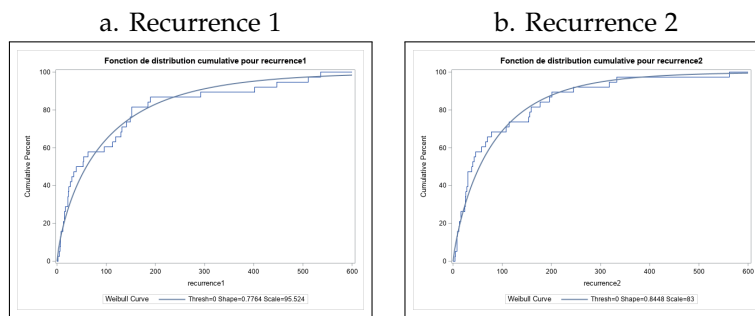 a. Recurrence 1
Fonction de distribution cumulative pour recurrence1
Cumulative Percent
100
80
60
40
20
0
0 100 200 300 400 500 600
recurrence1
Weibull Curve Thresh=0 Shape=0.7764 Scale=95.524
b. Recurrence 2
Fonction de distribution cumulative pour recurrence2
Cumulative Percent
100
80
60
40
20
0
0 100 200 300 400 500 600
recurrence2
Weibull Curve Thresh=0 Shape=0.8448 Scale=83